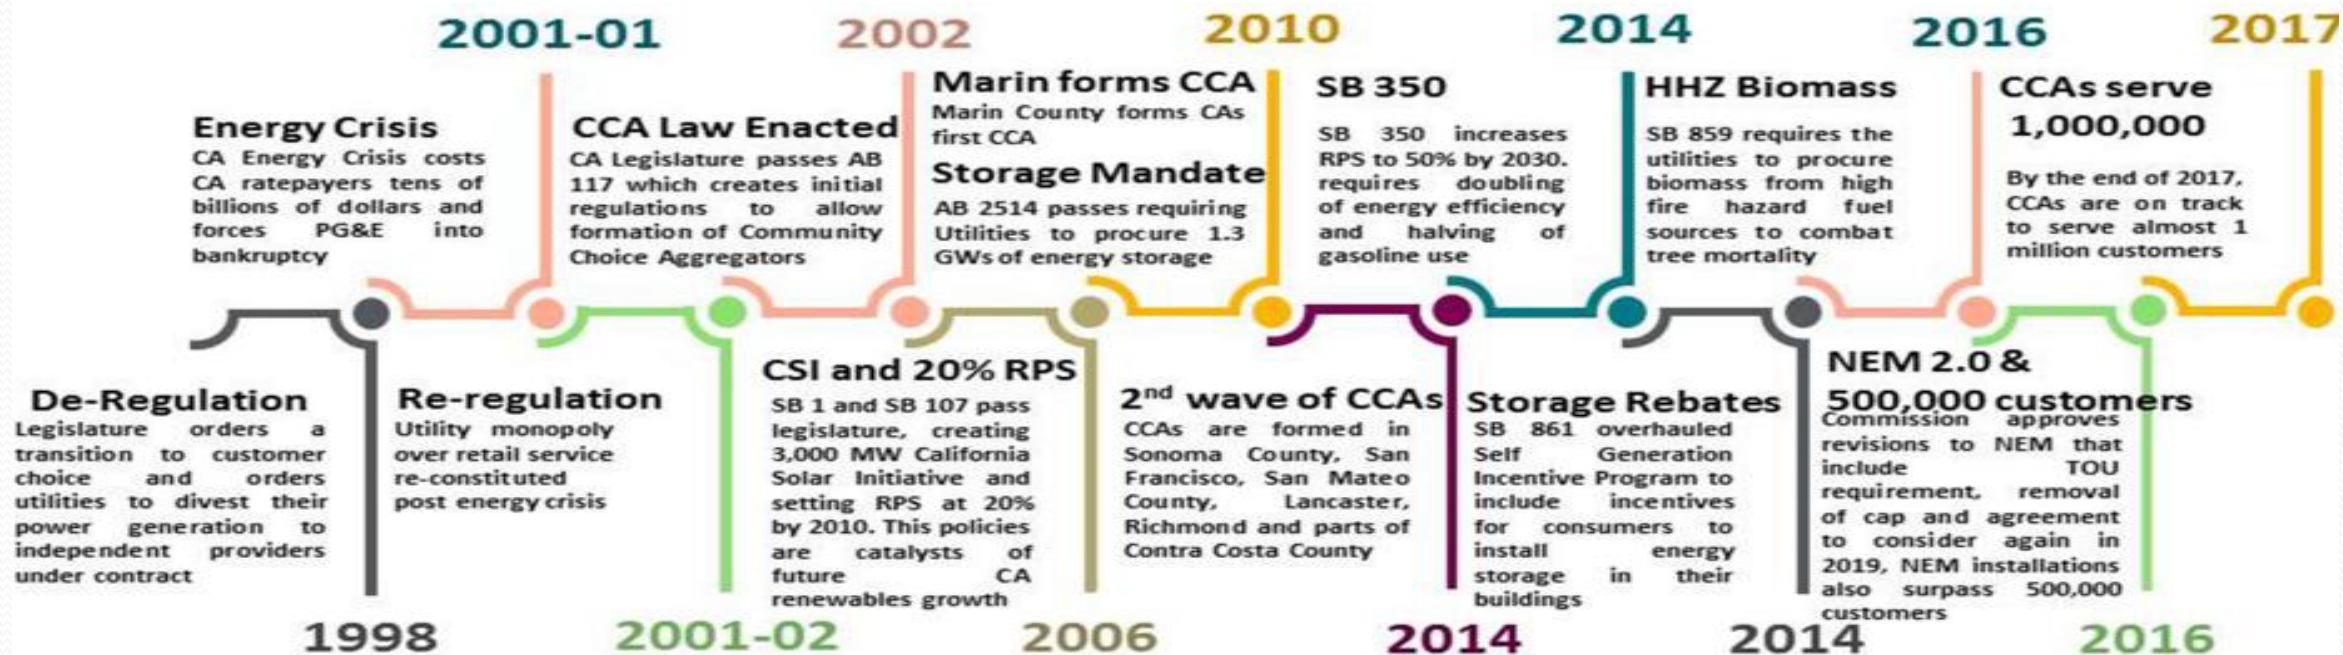 2001-01
2002
2010
2014
2016
2017
Energy Crisis
CA Energy Crisis costs
CA ratepayers tens of
billions of dollars and
forces PG&E into
bankruptcy
CCA Law Enacted
CA Legislature passes AB
117 which creates initial
regulations to allow
formation of Community
Choice Aggregators
Marin forms CCA
Marin County forms CAs
first CCA
Storage Mandate
AB 2514 passes requiring
Utilities to procure 1.3
GWs of energy storage
SB 350
SB 350 increases
RPS to 50% by 2030.
requires doubling
of energy efficiency
and halving of
gasoline use
HHZ Biomass
SB 859 requires the
utilities to procure
biomass from high
fire hazard fuel
sources to combat
tree mortality
CCAs serve
1,000,000
By the end of 2017,
CCAs are on track
to serve almost 1
million customers
De-Regulation
Legislature orders a
transition to customer
choice and orders
utilities to divest their
power generation to
independent providers
under contract
Re-regulation
Utility monopoly
over retail service
re-constituted
post energy crisis
CSI and 20% RPS
SB 1 and SB 107 pass
legislature, creating
3,000 MW California
Solar Initiative and
setting RPS at 20%
by 2010. This policies
are catalysts of
future CA
renewables growth
2nd wave of CCAs
CCAs are formed in
Sonoma County, San
Francisco, San Mateo
County, Lancaster,
Richmond and parts of
Contra Costa County
Storage Rebates
SB 861 overhauled
Self Generation
Incentive Program to
include incentives
for consumers to
install energy
storage in their
buildings
NEM 2.0 &
500,000 customers
Commission approves
revisions to NEM that
include TOU
requirement, removal
of cap and agreement
to consider again in
2019, NEM installations
also surpass 500,000
customers
1998
2001-02
2006
2014
2014
2016